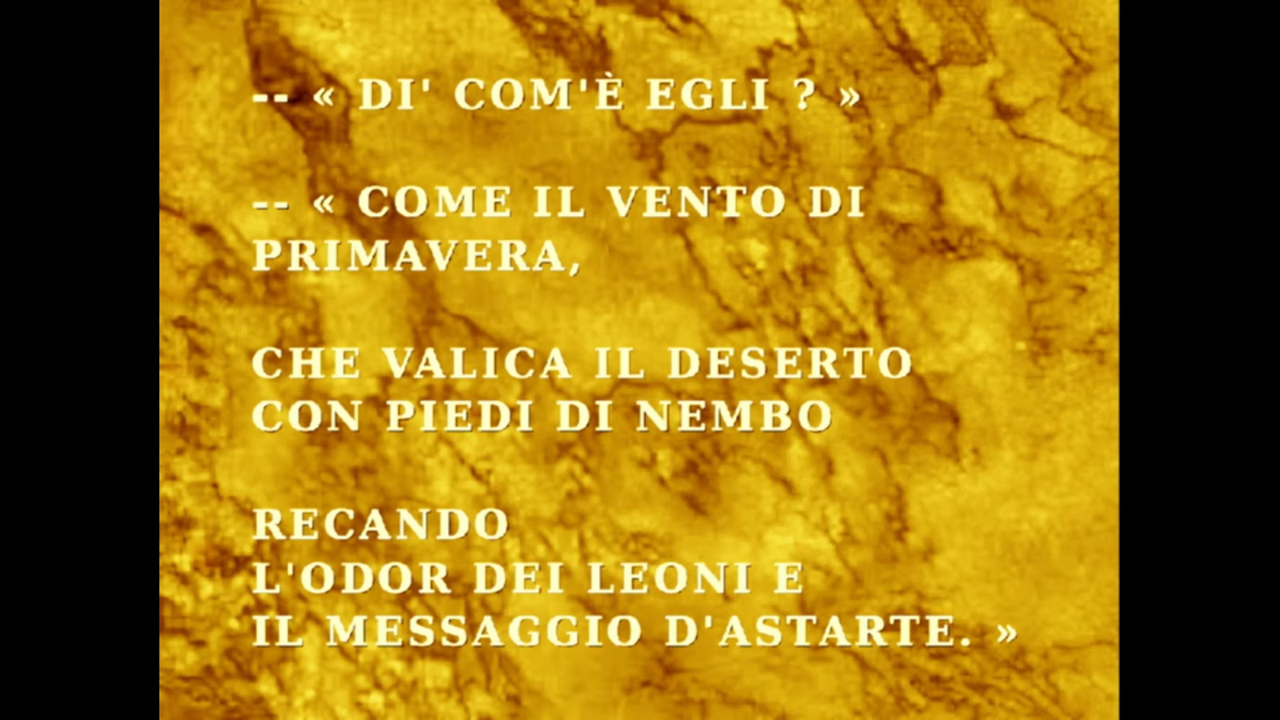 -- « DI' COM'È EGLI ? »
-- « COME IL VENTO DI
PRIMAVERA,
CHE VALICA IL DESERTO
CON PIEDI DI NEMBO
RECANDO
L'ODOR DEI LEONI E
IL MESSAGGIO D'ASTARTE. »